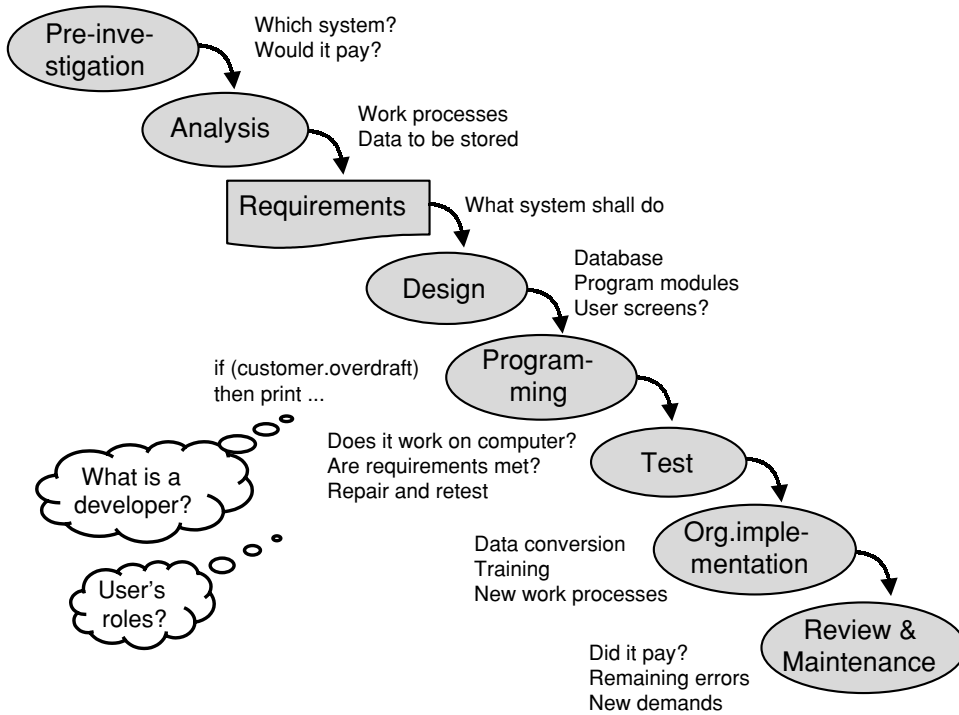 Pre-inve-
stigation
Which system?
Would it pay?
Analysis
Work processes
Data to be stored
Requirements
What system shall do
Design
Database
Program modules
User screens?
Program-
ming
if (customer.overdraft)
then print ...
What is a
developer?
Does it work on computer?
Are requirements met?
Repair and retest
Test
User's
roles?
Data conversion
Training
New work processes
Org.imple-
mentation
Did it pay?
Remaining errors
New demands
Review &
Maintenance